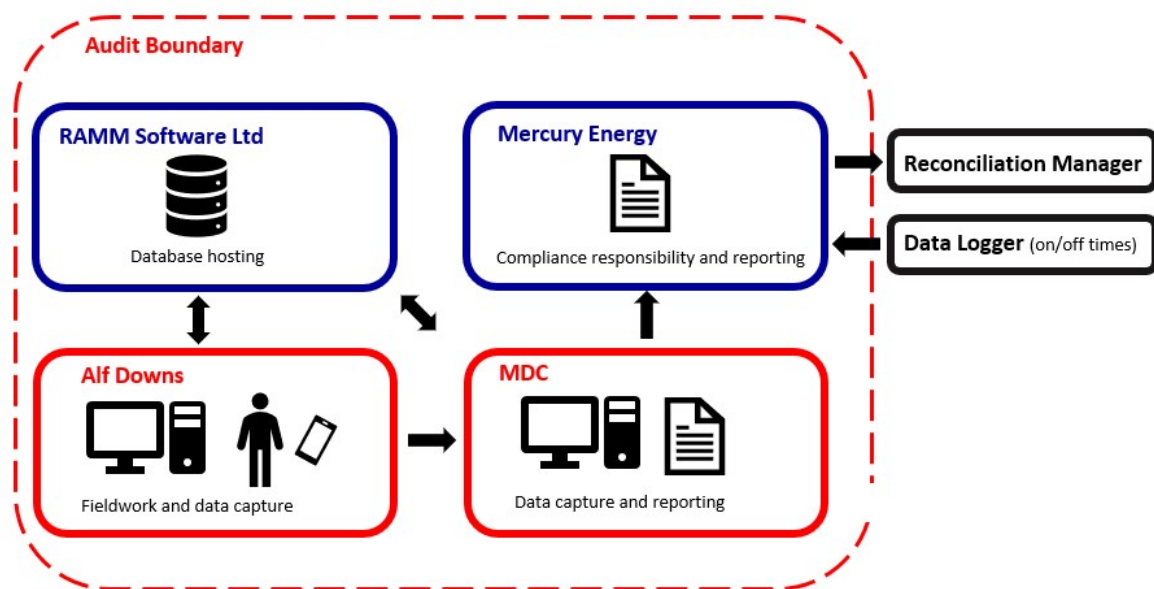 Audit Boundary
RAMM Software Ltd
Database hosting
Mercury Energy
Compliance responsibility and reporting
Reconciliation Manager
Data Logger (on/off times)
Alf Downs
Fieldwork and data capture
MDC
Data capture and reporting